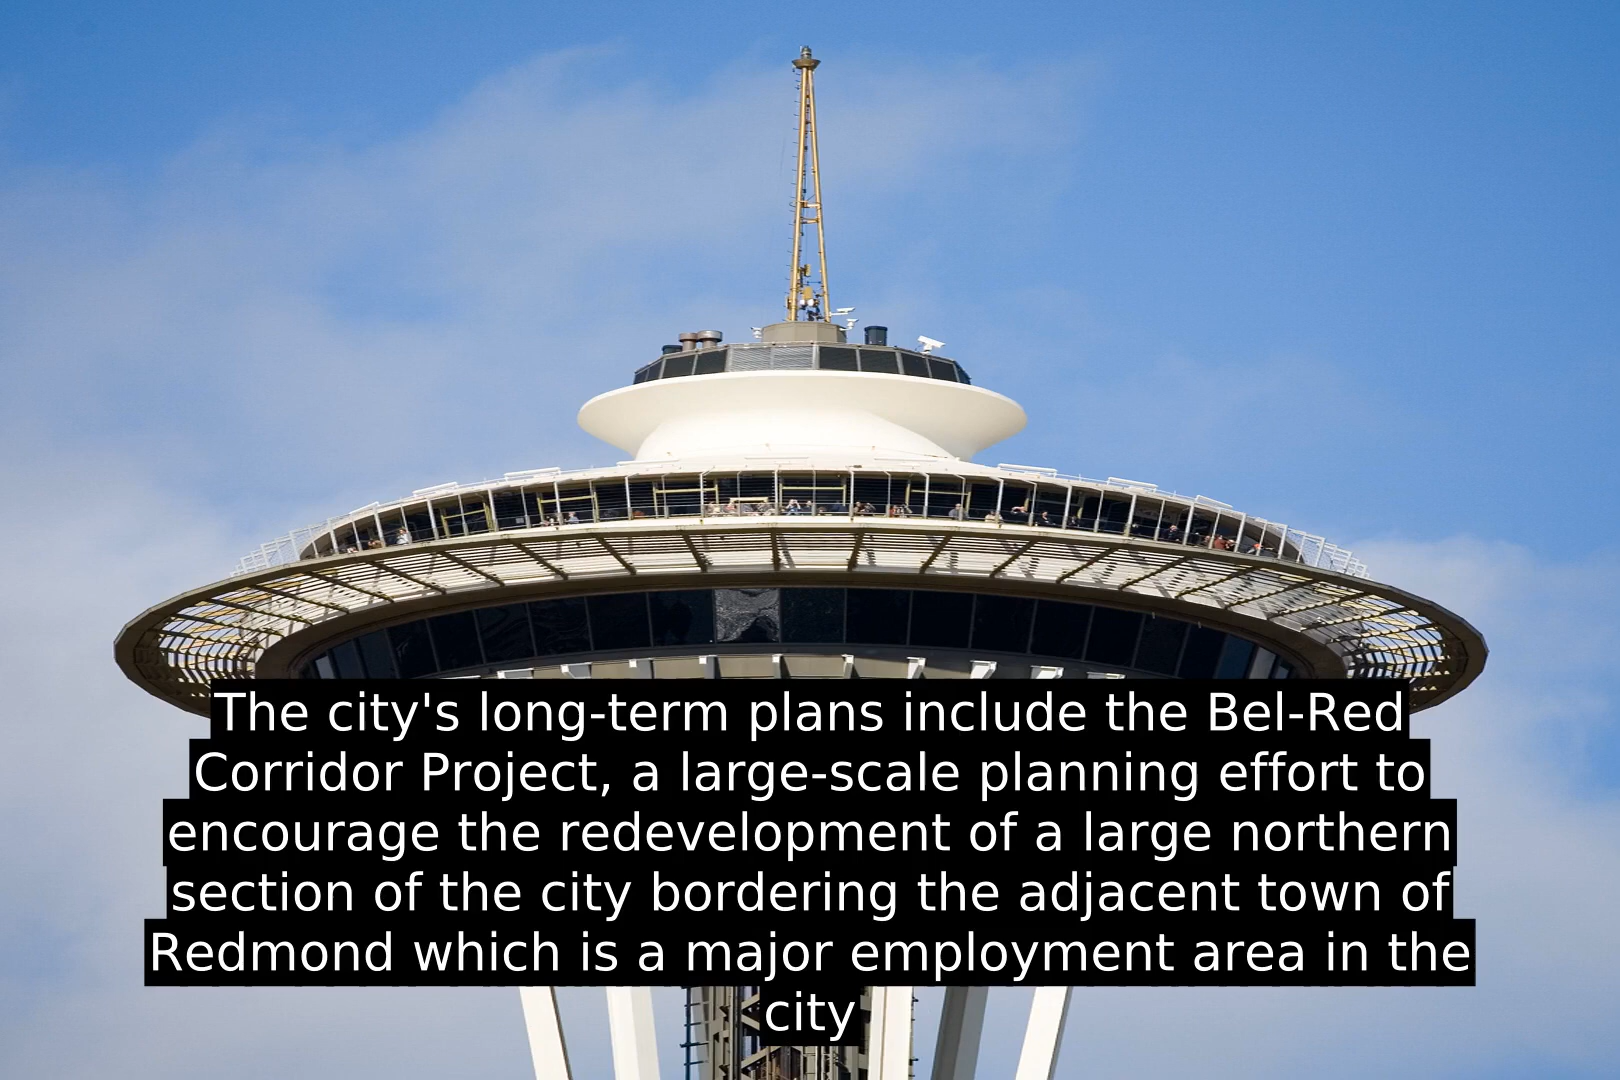 The city's long-term plans include the Bel-Red
Corridor Project, a large-scale planning effort to
encourage the redevelopment of a large northern
section of the city bordering the adjacent town of
Redmond which is a major employment area in the
city